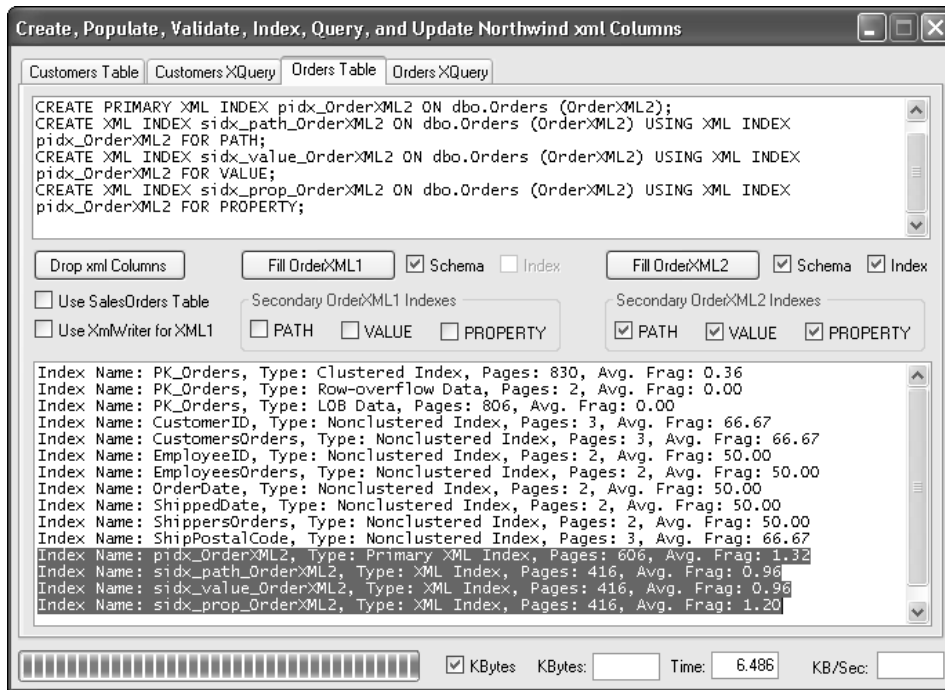 Create, Populate, Validate, Index, Query, and Update Northwind xml Columns
Customers Table Customers XQuery Orders Table Orders XQuery
CREATE PRIMARY XML INDEX pidx_OrderXML2 ON dbo.Orders (OrderXML2);
CREATE XML INDEX sidx_path_OrderXML2 ON dbo.Orders (OrderXML2) USING XML INDEX
pidx_OrderXML2 FOR PATH;
CREATE XML INDEX sidx_value_OrderXML2 ON dbo.Orders (OrderXML2) USING XML INDEX
pidx_OrderXML2 FOR VALUE;
CREATE XML INDEX sidx_prop_OrderXML2 ON dbo.Orders (OrderXML2) USING XML INDEX
pidx_OrderXML2 FOR PROPERTY;
Drop xml Columns Fill OrderXML1 Schema Index Fill OrderXML2 Schema Index
Use SalesOrders Table Secondary OrderXML1 Indexes Secondary OrderXML2 Indexes
Use XmlWriter for XML1 PATH VALUE PROPERTY PATH VALUE PROPERTY
Index Name: PK_Orders, Type: Clustered Index, Pages: 830, Avg. Frag: 0.36
Index Name: PK_Orders, Type: Row-overflow Data, Pages: 2, Avg. Frag: 0.00
Index Name: PK_Orders, Type: LOB Data, Pages: 806, Avg. Frag: 0.00
Index Name: CustomerID, Type: Nonclustered Index, Pages: 3, Avg. Frag: 66.67
Index Name: CustomersOrders, Type: Nonclustered Index, Pages: 3, Avg. Frag: 66.67
Index Name: EmployeeID, Type: Nonclustered Index, Pages: 2, Avg. Frag: 50.00
Index Name: EmployeesOrders, Type: Nonclustered Index, Pages: 2, Avg. Frag: 50.00
Index Name: OrderDate, Type: Nonclustered Index, Pages: 2, Avg. Frag: 50.00
Index Name: ShippedDate, Type: Nonclustered Index, Pages: 2, Avg. Frag: 50.00
Index Name: ShippersOrders, Type: Nonclustered Index, Pages: 2, Avg. Frag: 50.00
Index Name: ShipPostalCode, Type: Nonclustered Index, Pages: 3, Avg. Frag: 66.67
Index Name: pidx_OrderXML2, Type: Primary XML Index, Pages: 606, Avg. Frag: 1.32
Index Name: sidx_path_OrderXML2, Type: XML Index, Pages: 416, Avg. Frag: 0.96
Index Name: sidx_value_OrderXML2, Type: XML Index, Pages: 416, Avg. Frag: 0.96
Index Name: sidx_prop_OrderXML2, Type: XML Index, Pages: 416, Avg. Frag: 1.20
KBytes KBytes: Time: 6.486 KB/Sec: